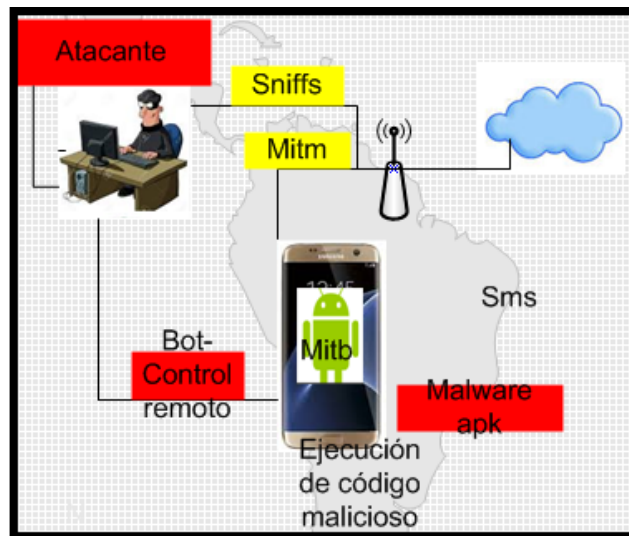 Atacante
Sniffs
Mitm
Sms
Mitb
Bot-
Control
remoto
Malware
apk
Ejecución
de código
malicioso